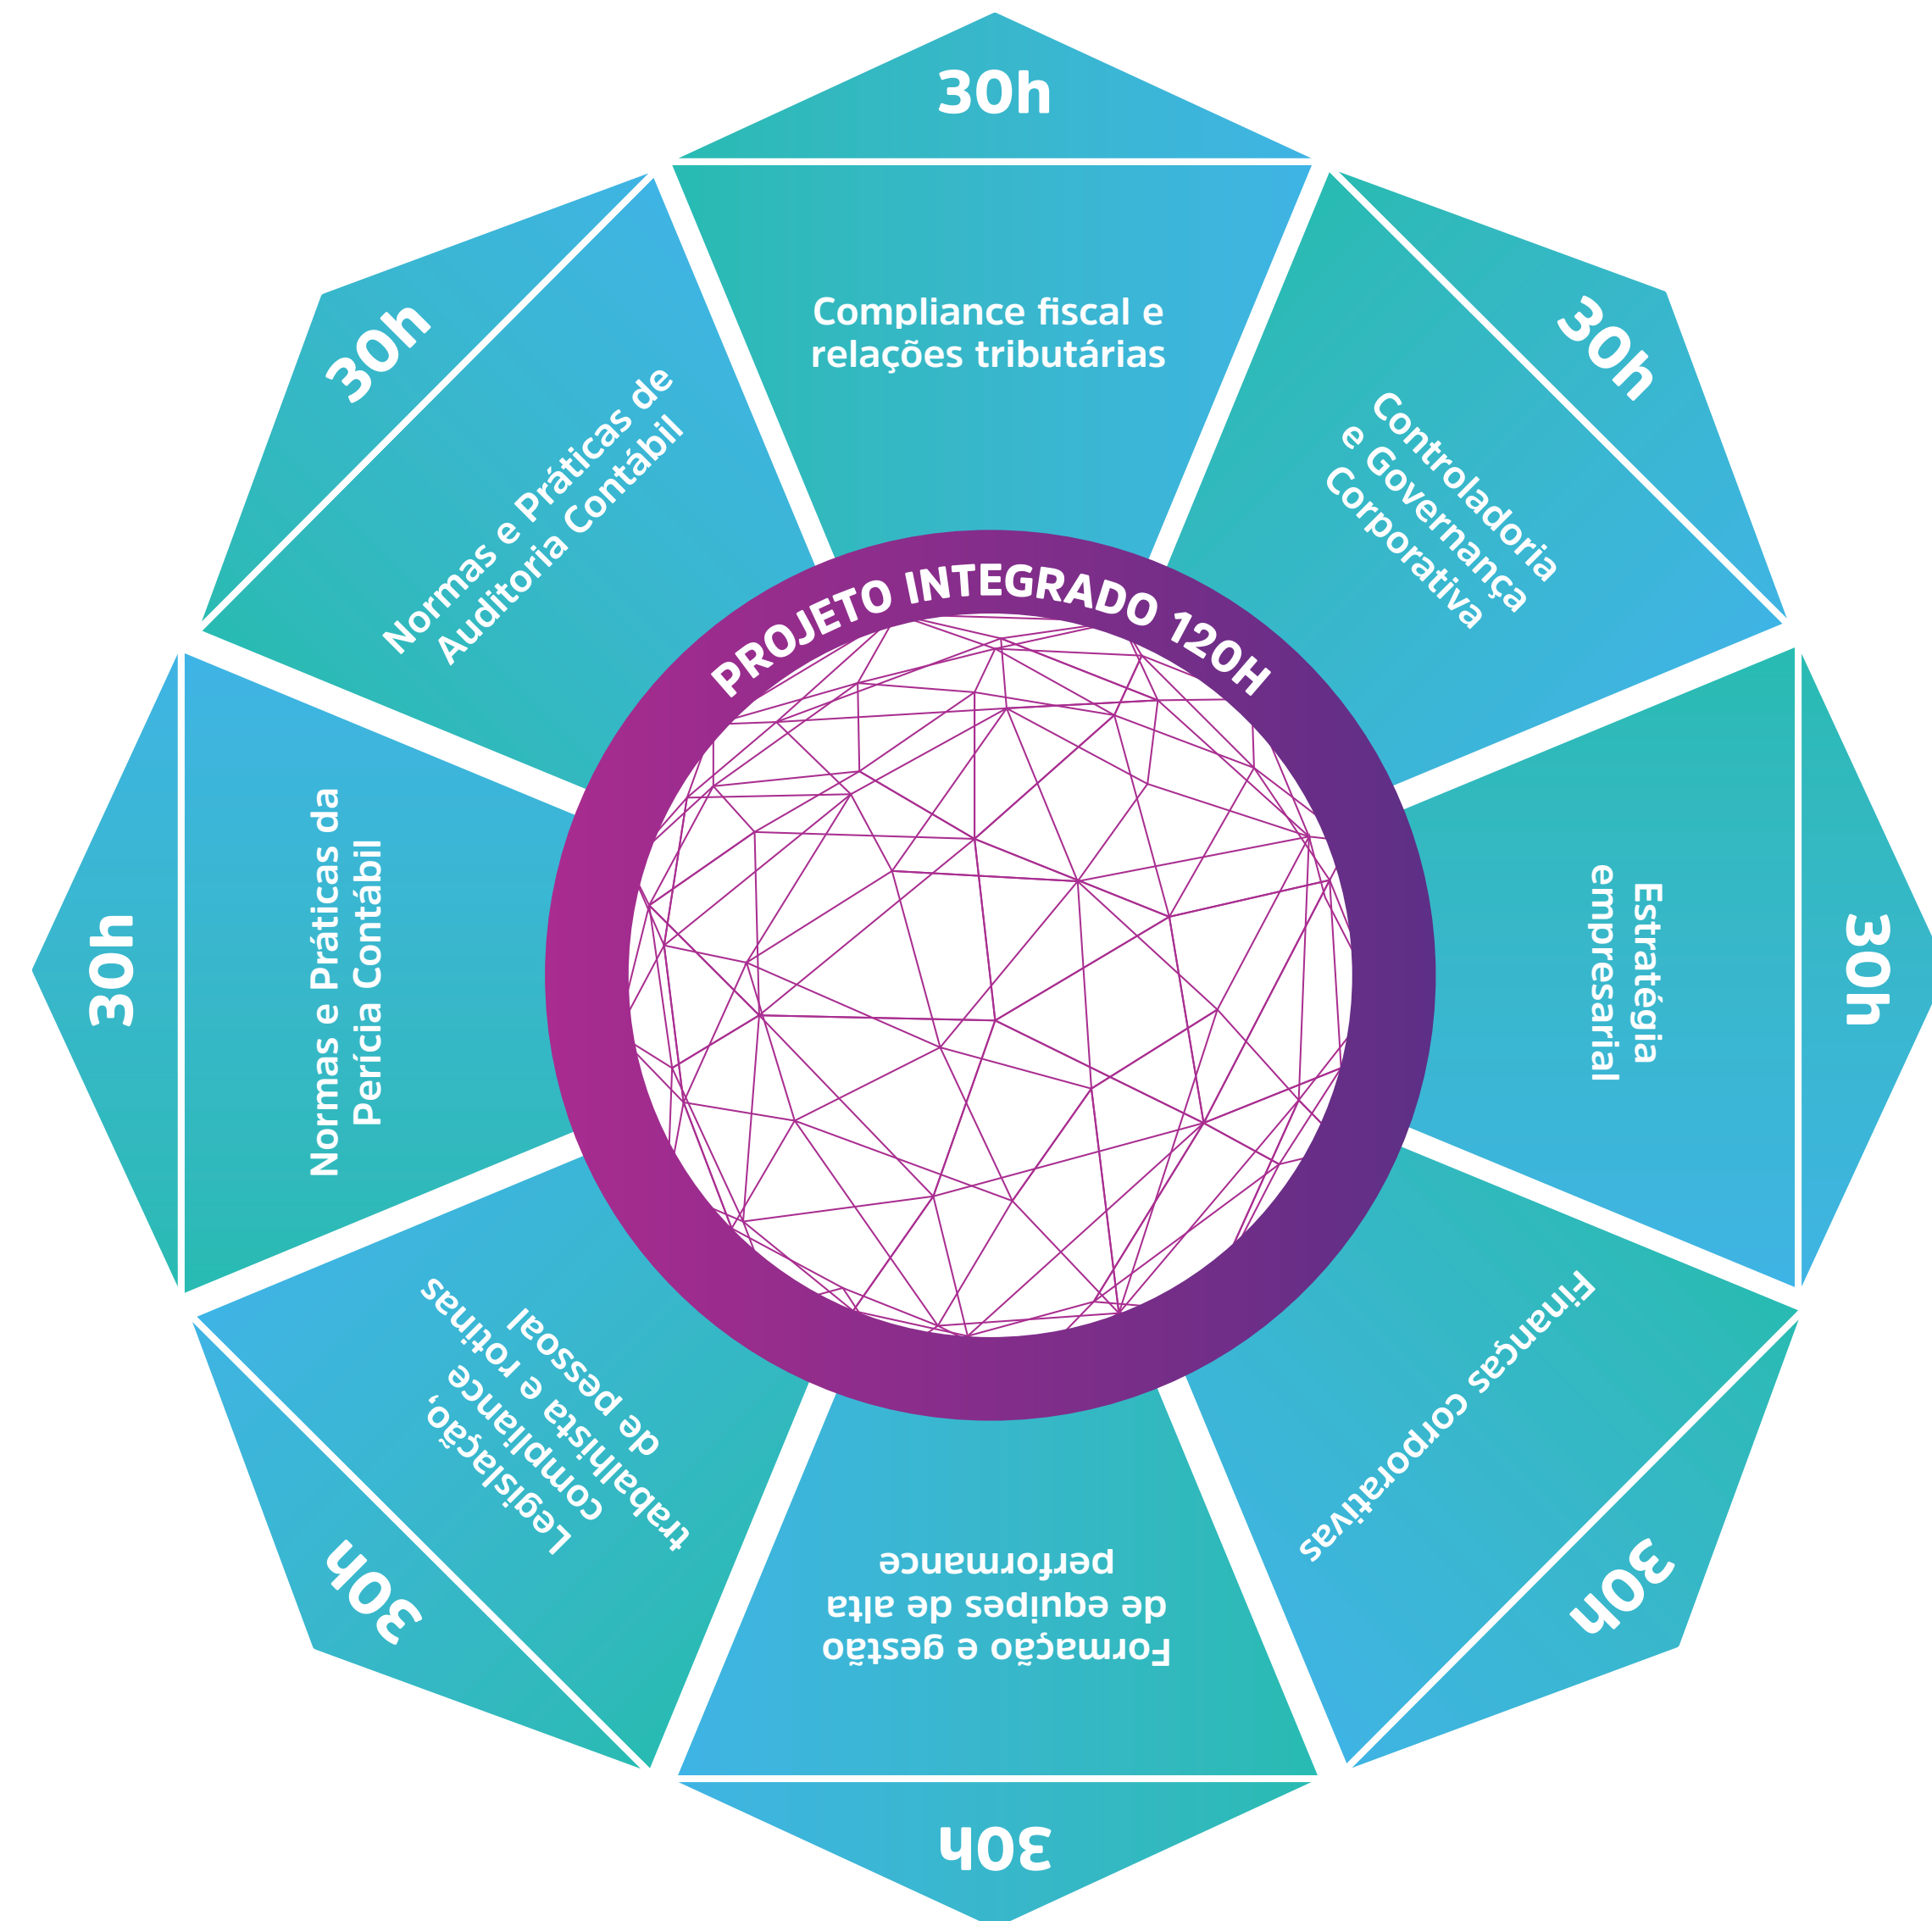 30h
Compliance fiscal e
relações tributárias
30h
Controladoria
e Governança
Corporativa
30h
Estratégia
empresarial
30h
Finanças corporativas
30h
Formação e gestão
de equipes de alta
performance
30h
Legislação,
compliance
trabalhista e rotinas
de pessoal
30h
Normas e Práticas da
Perícia Contábil
30h
Normas e Práticas de
Auditoria Contábil
PROJETO INTEGRADO 120H